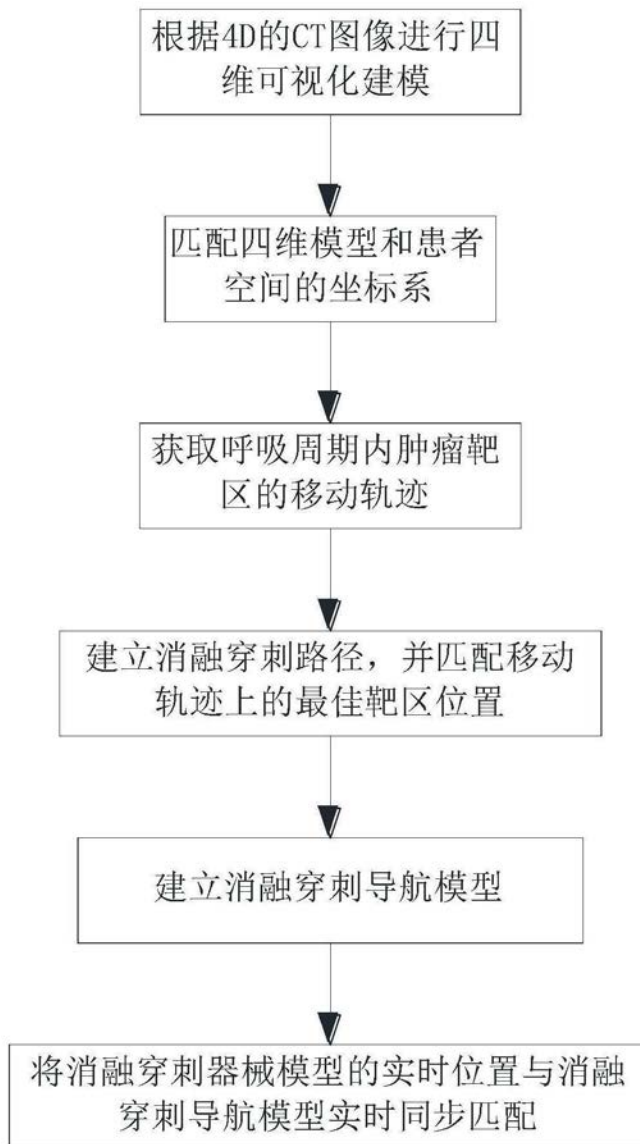 根据4D的CT图像进行四
维可视化建模
匹配四维模型和患者
空间的坐标系
获取呼吸周期内肿瘤靶
区的移动轨迹
建立消融穿刺路径，并匹配移动
轨迹上的最佳靶区位置
建立消融穿刺导航模型
将消融穿刺器械模型的实时位置与消融
穿刺导航模型实时同步匹配